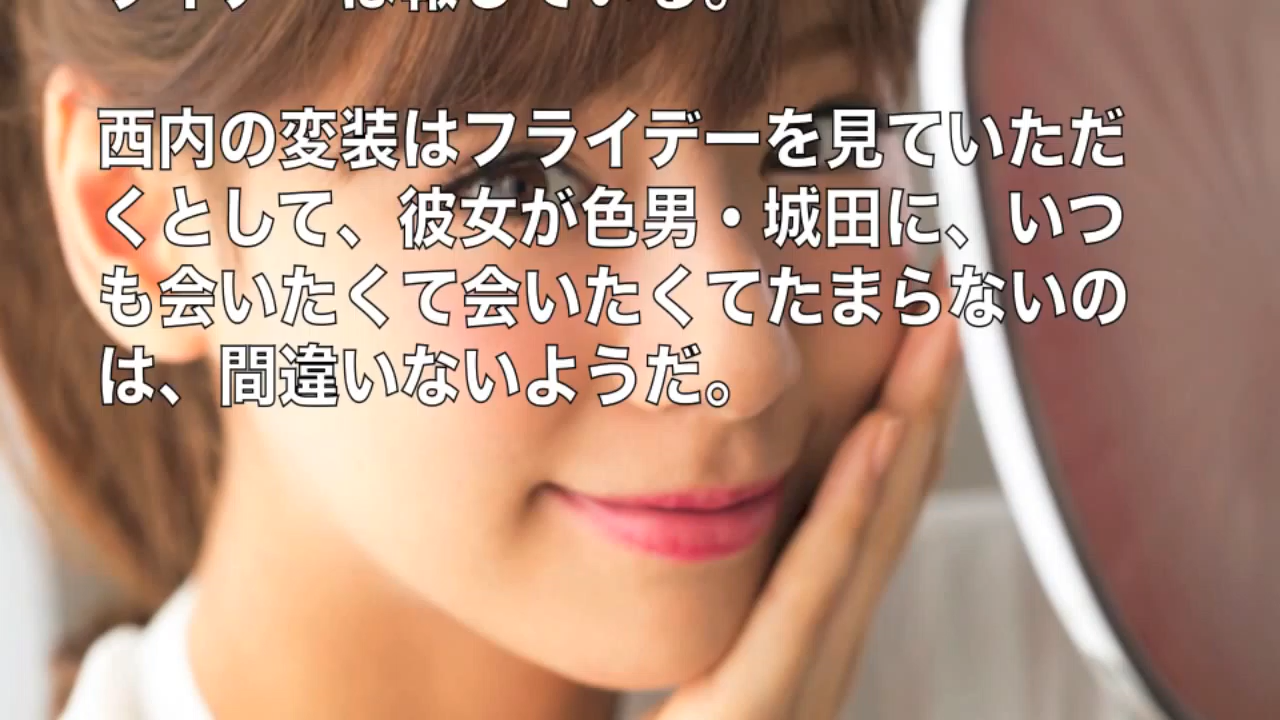 西内の変装はフライデーを見ていただ
くとして、彼女が色男・城田に、いつ
も会いたくて会いたくてたまらないの
は、間違いないようだ。